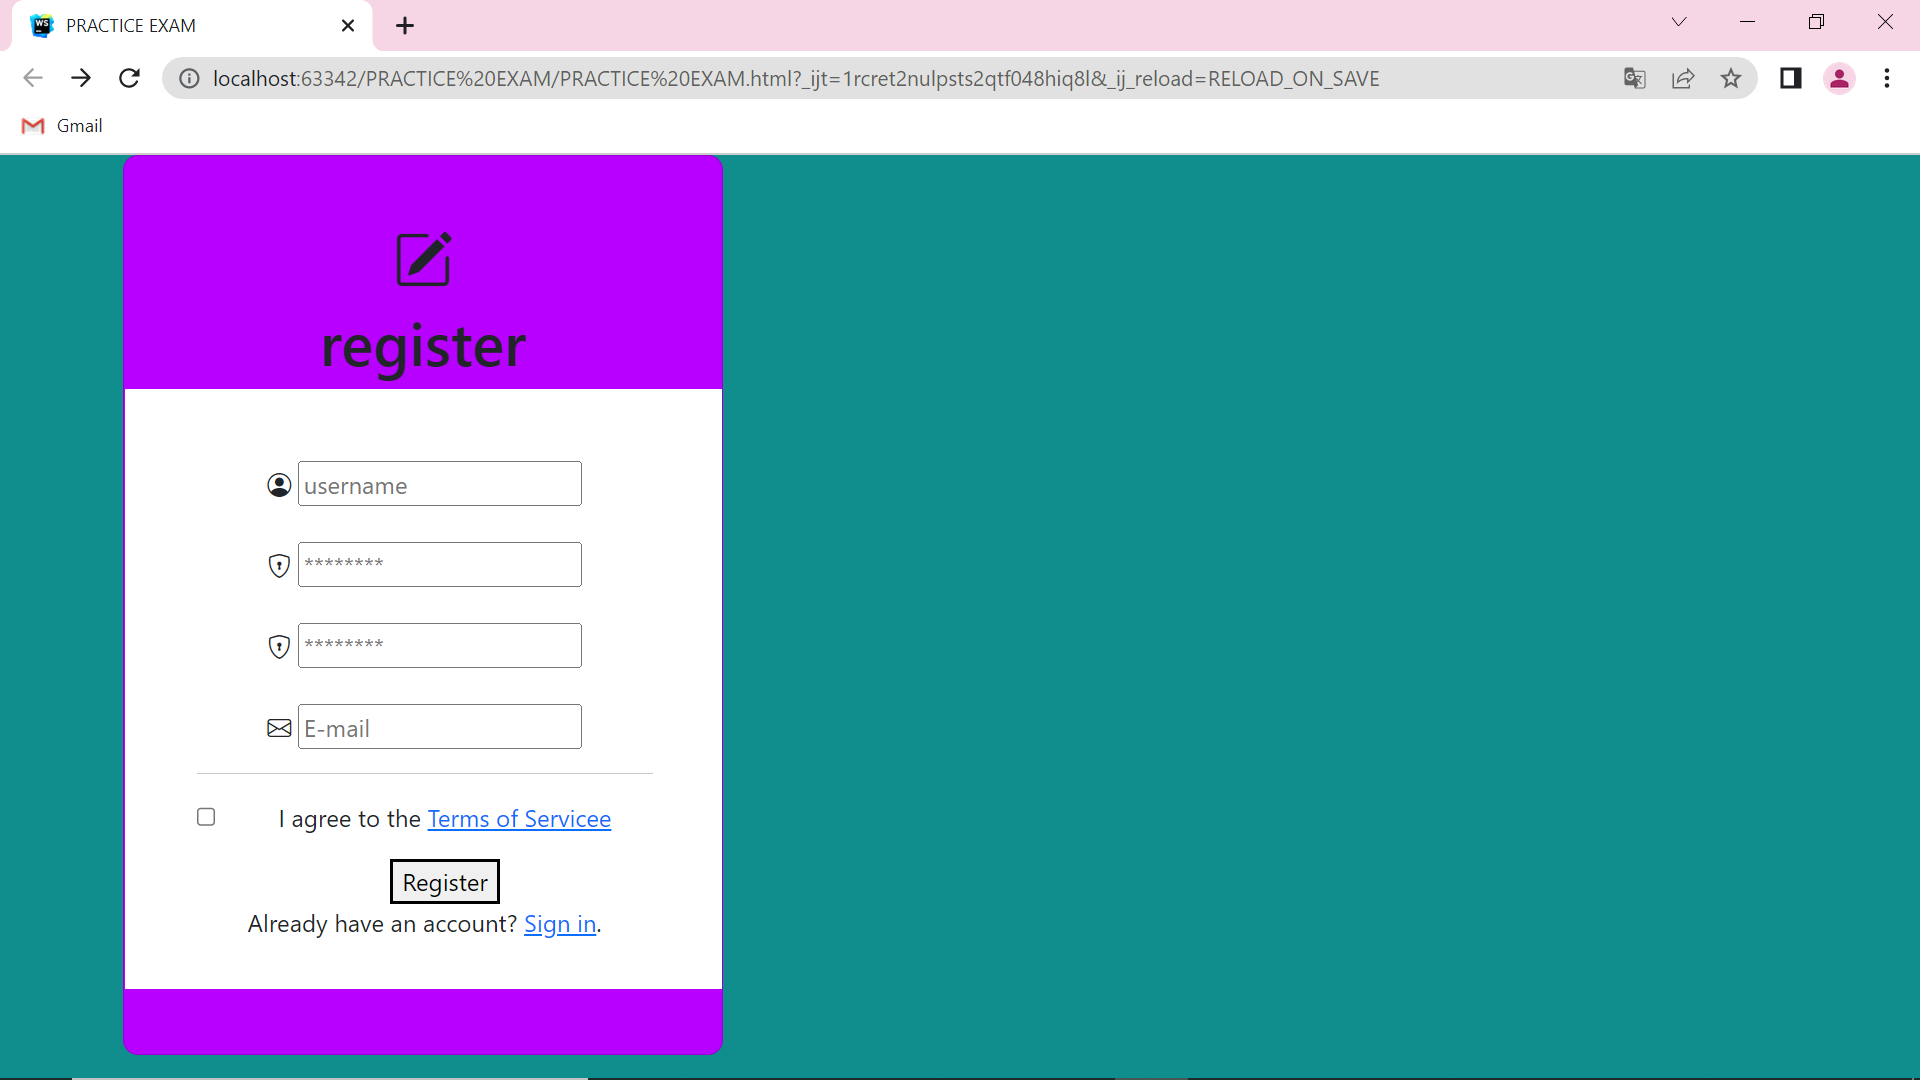 PRACTICE EXAM
localhost:63342/PRACTICE%20EXAM/PRACTICE%20EXAM.html?_ijt=1rcret2nulpsts2qtf048hiq8l&_ij_reload=RELOAD_ON_SAVE
Gmail
register
username
********
********
E-mail
I agree to the Terms of Servicee
Register
Already have an account? Sign in.